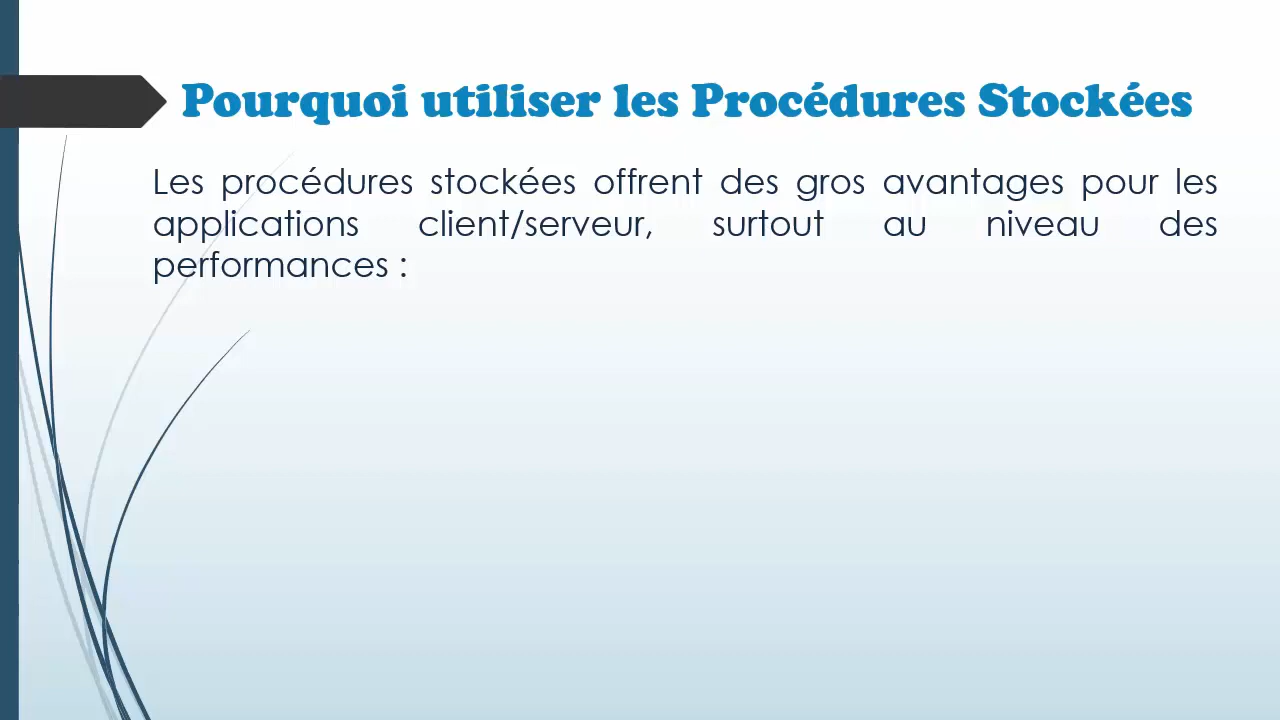 Pourquoi utiliser les Procédures Stockées
Les procédures stockées offrent des gros avantages pour les
applications client/serveur, surtout au niveau des
performances :